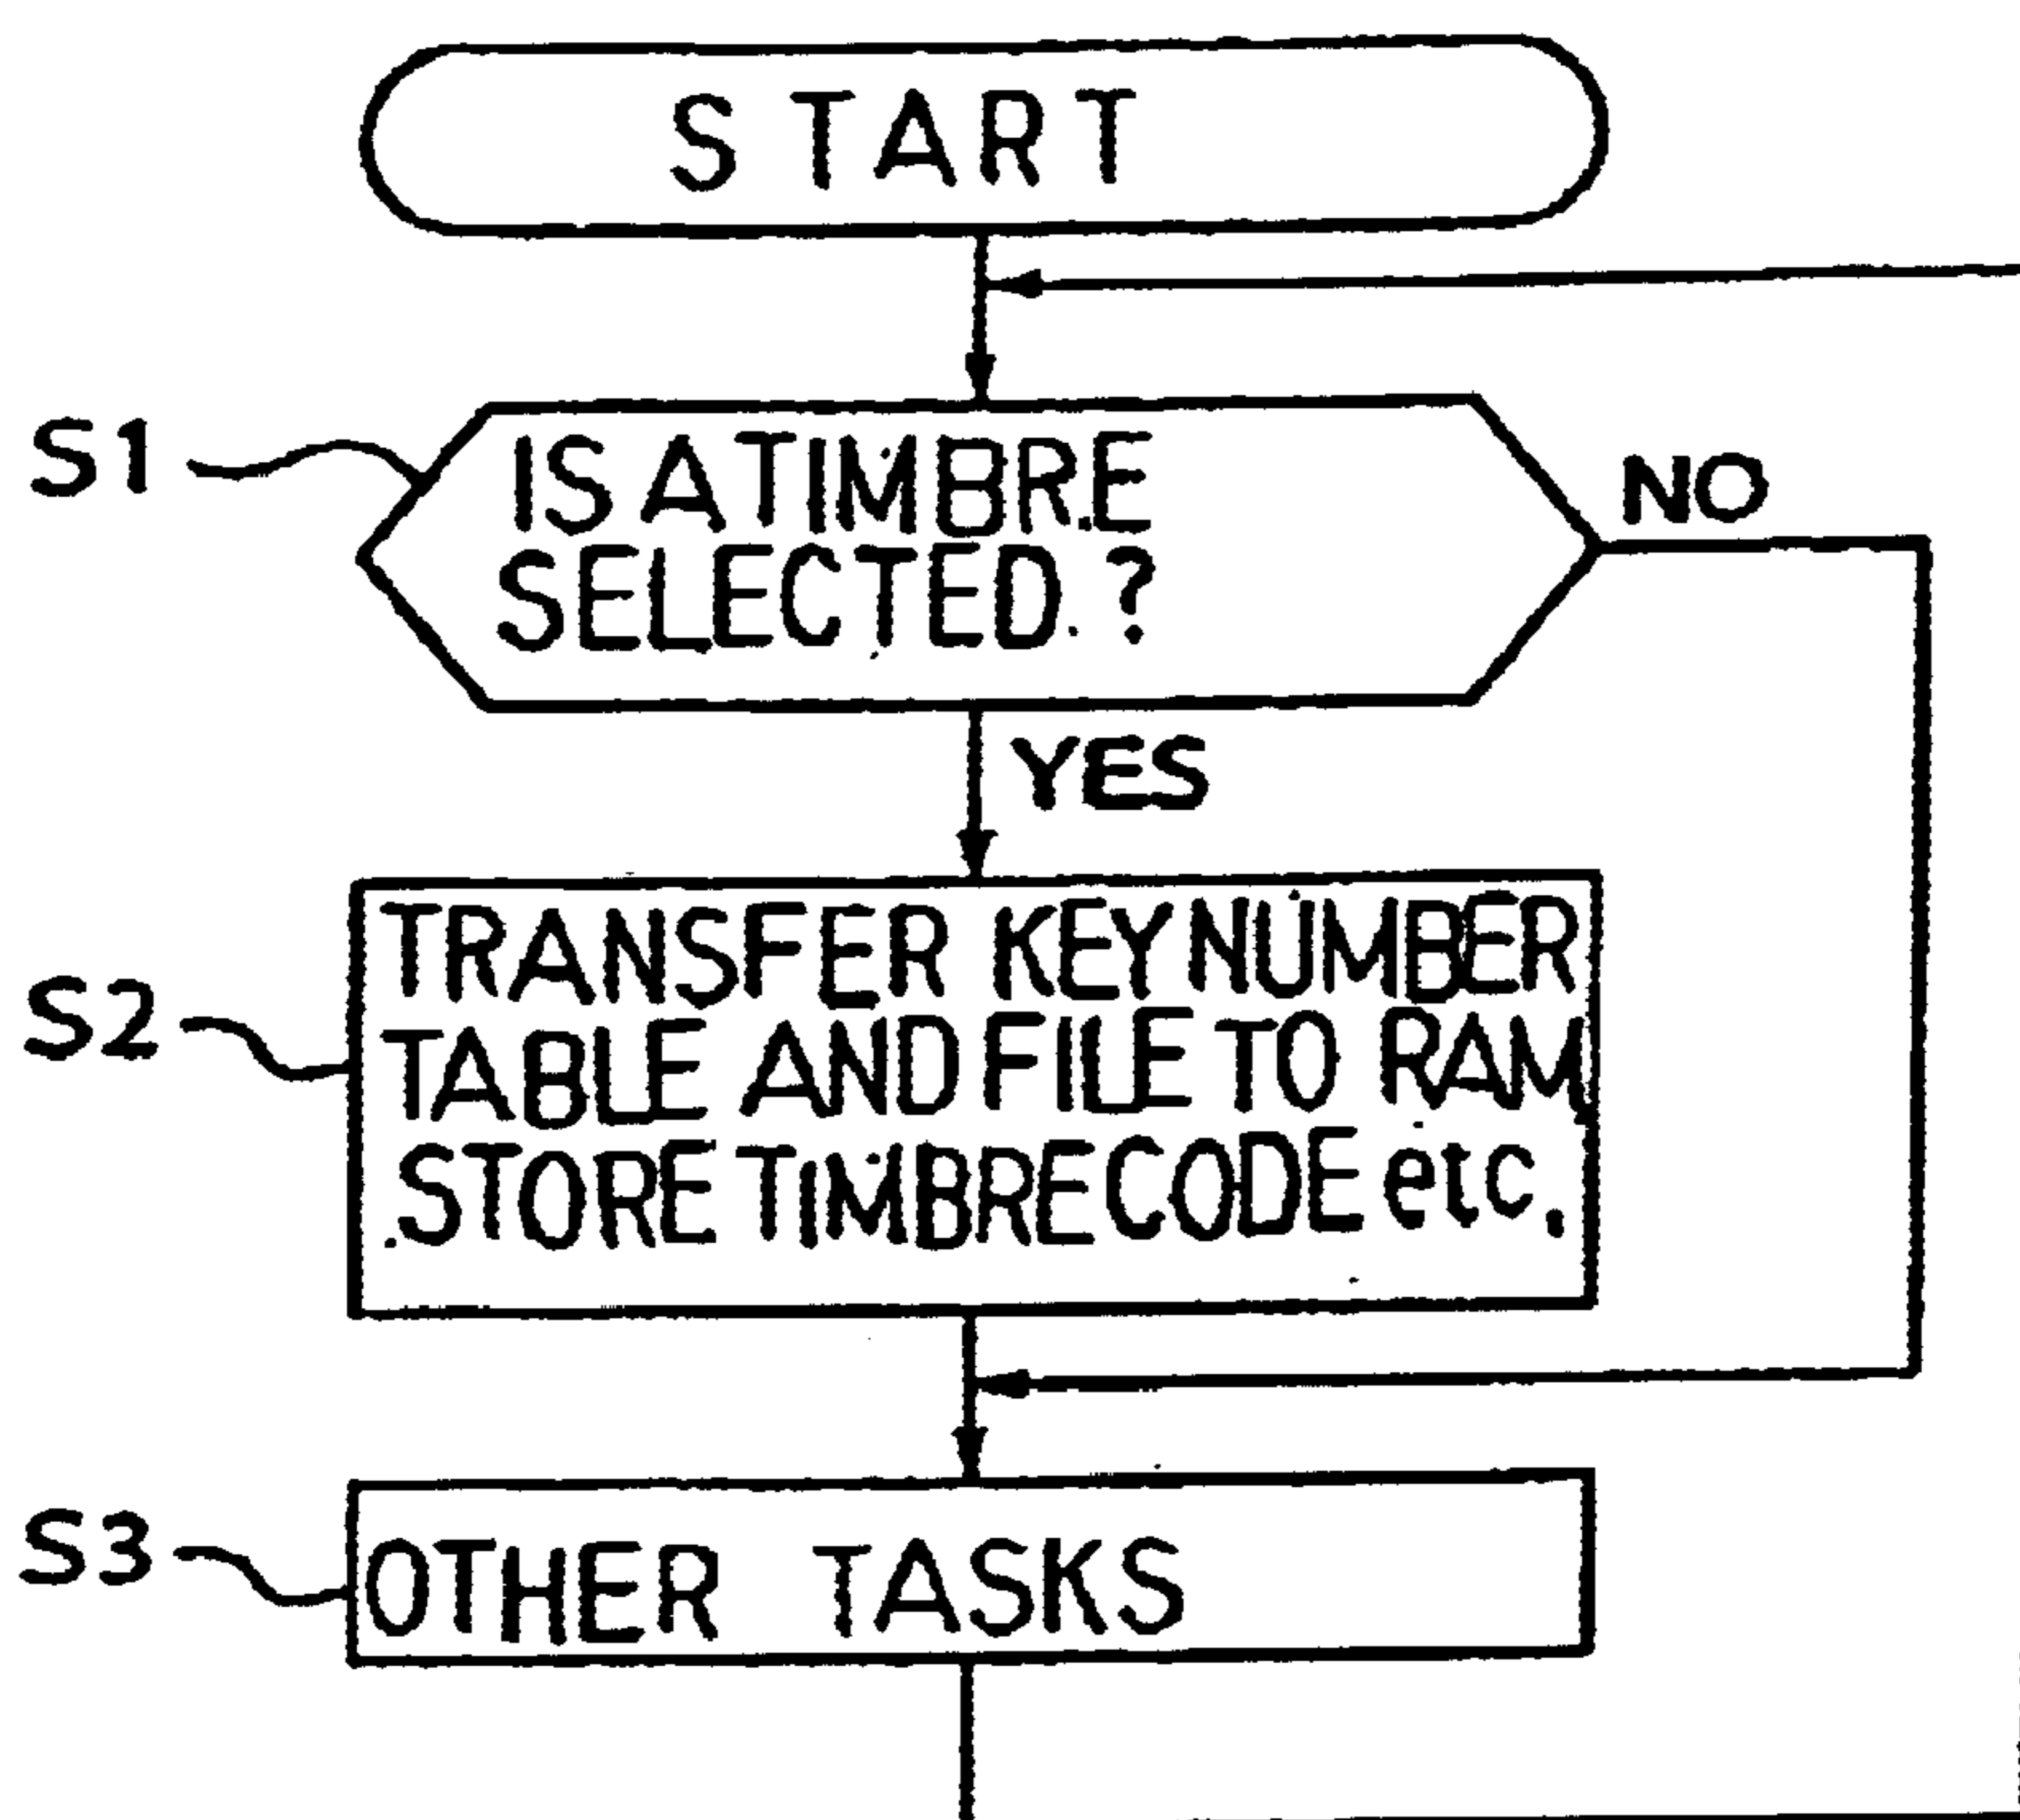 START
S1
IS A TIMBRE
SELECTED ?
NO
YES
S2
TRANSFER KEY NUMBER
TABLE AND FILE TO RAM
STORE TIMBRE CODE etc.
S3
OTHER TASKS